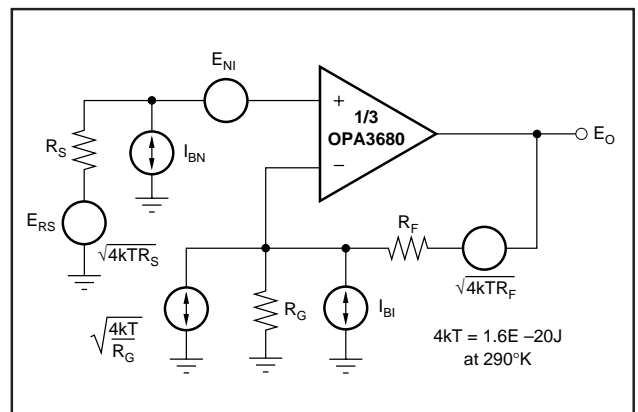 E_NI
1/3
OPA3680
+
−
E_O
R_S
I_BN
E_RS
√4kTR_S
R_F
√4kTR_F
√4kT/R_G
R_G
I_BI
4kT = 1.6E –20J
at 290°K